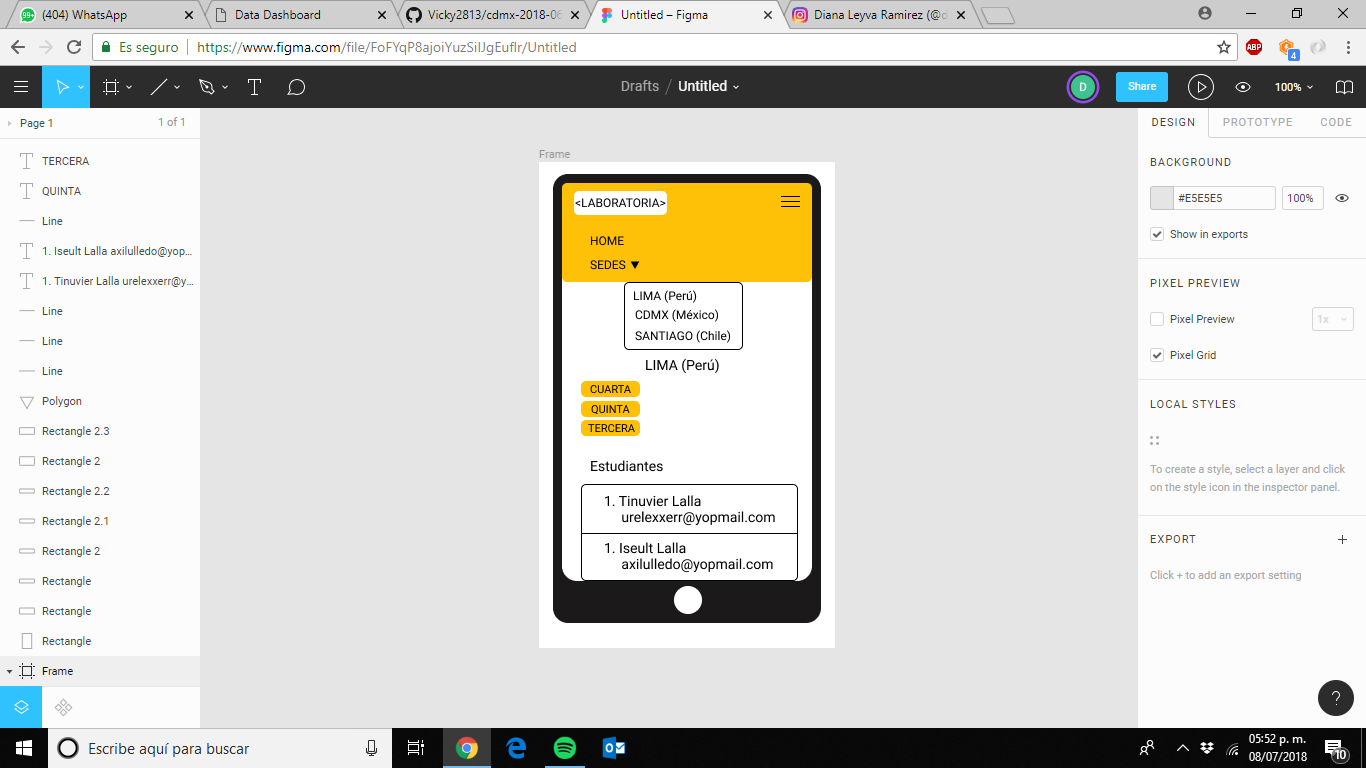 (404) WhatsApp
Data Dashboard
Vicky2813/cdmx-2018-06
Untitled – Figma
Diana Leyva Ramirez (@d
Es seguro
https://www.figma.com/file/FoFYqP8ajoiYuzSilJgEuflr/Untitled
ABP
4
Drafts / Untitled
D
Share
100%
Page 1
1 of 1
TERCERA
QUINTA
Line
1. Iseult Lalla axilulledo@yop...
1. Tinuvier Lalla urelexxerr@y...
Line
Line
Line
Polygon
Rectangle 2.3
Rectangle 2
Rectangle 2.2
Rectangle 2.1
Rectangle 2
Rectangle
Rectangle
Rectangle
Frame
Frame
<LABORATORIA>
HOME
SEDES ▼
LIMA (Perú)
CDMX (México)
SANTIAGO (Chile)
LIMA (Perú)
CUARTA
QUINTA
TERCERA
Estudiantes
1. Tinuvier Lalla
urelexxerr@yopmail.com
1. Iseult Lalla
axilulledo@yopmail.com
DESIGN
PROTOTYPE
CODE
BACKGROUND
#E5E5E5
100%
Show in exports
PIXEL PREVIEW
Pixel Preview
1x
Pixel Grid
LOCAL STYLES
To create a style, select a layer and click
on the style icon in the inspector panel.
EXPORT
Click + to add an export setting
?
Escribe aquí para buscar
05:52 p. m.
08/07/2018
10